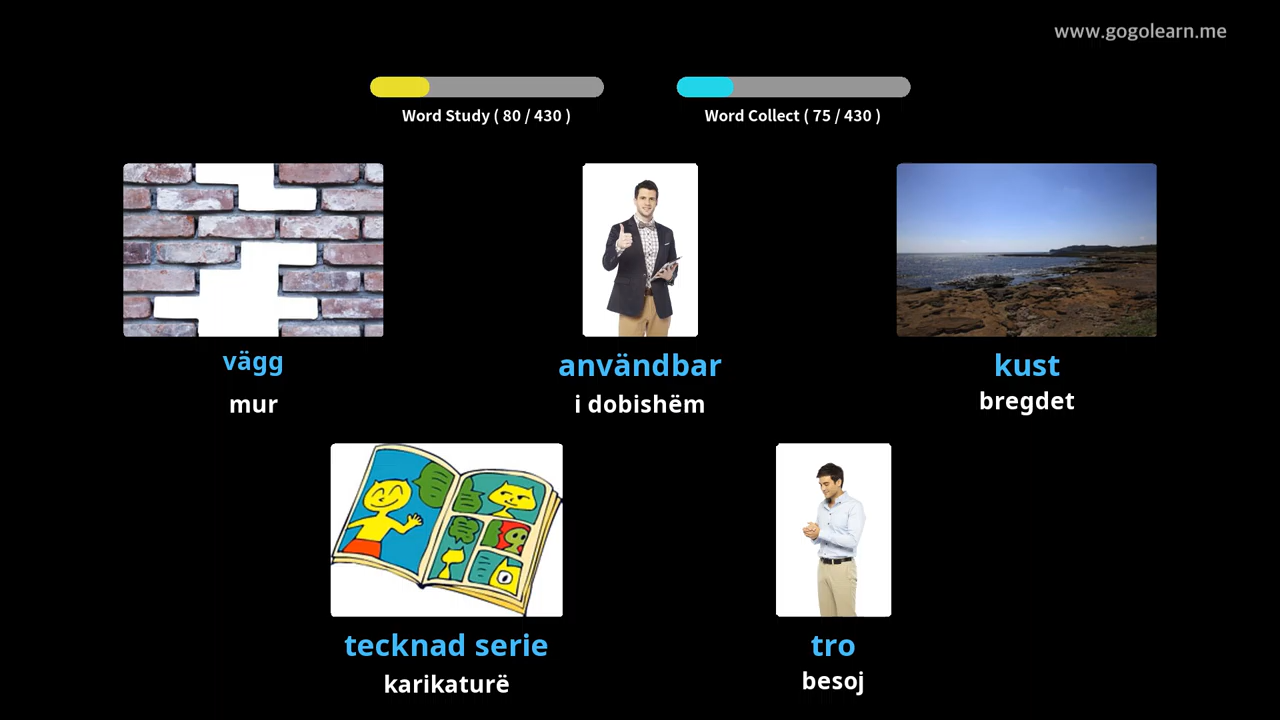 www.gogolearn.me
Word Study ( 80 / 430 )
Word Collect ( 75 / 430 )
vägg
användbar
kust
mur
i dobishëm
bregdet
tecknad serie
tro
karikaturë
besoj